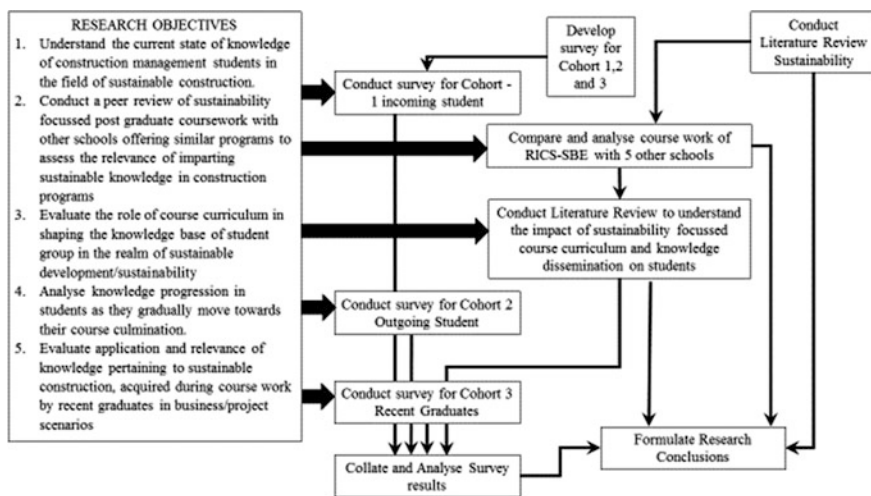 RESEARCH OBJECTIVES
1. Understand the current state of knowledge
of construction management students in
the field of sustainable construction.
2. Conduct a peer review of sustainability
focussed post graduate coursework with
other schools offering similar programs to
assess the relevance of imparting
sustainable knowledge in construction
programs
3. Evaluate the role of course curriculum in
shaping the knowledge base of student
group in the realm of sustainable
development/sustainability
4. Analyse knowledge progression in
students as they gradually move towards
their course culmination.
5. Evaluate application and relevance of
knowledge pertaining to sustainable
construction, acquired during course work
by recent graduates in business/project
scenarios
Develop
survey for
Cohort 1,2
and 3
Conduct
Literature Review
Sustainability
Conduct survey for Cohort -
1 incoming student
Compare and analyse course work of
RICS-SBE with 5 other schools
Conduct Literature Review to understand
the impact of sustainability focussed
course curriculum and knowledge
dissemination on students
Conduct survey for Cohort 2
Outgoing Student
Conduct survey for Cohort 3
Recent Graduates
Collate and Analyse Survey
results
Formulate Research
Conclusions